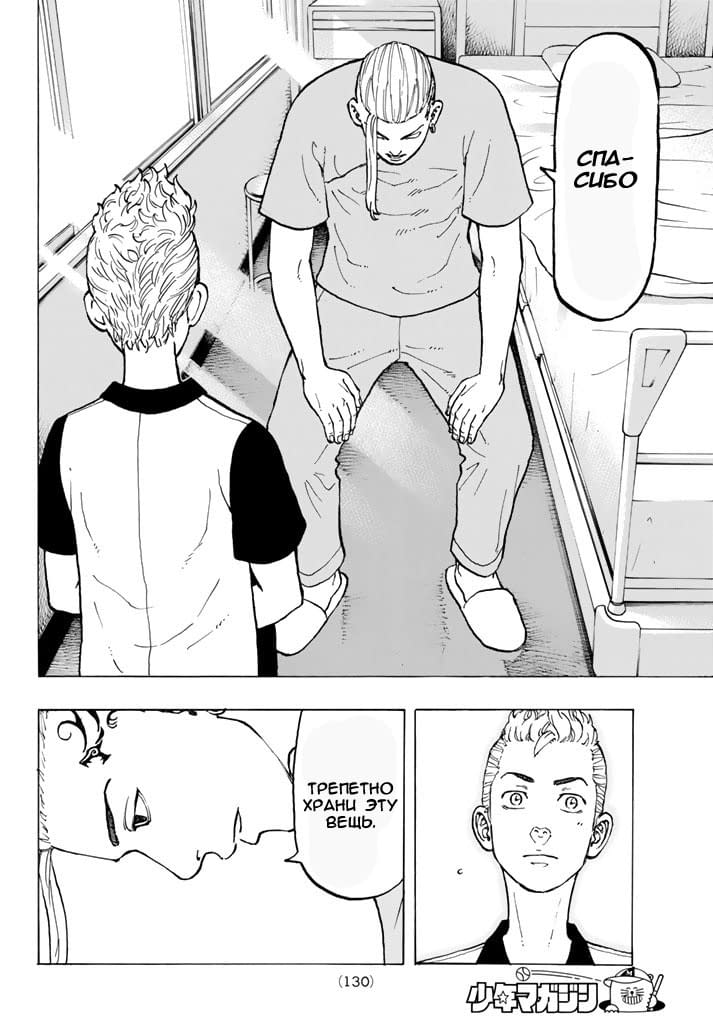 СПА-
СИБО
ТРЕПЕТНО
ХРАНИ ЭТУ
ВЕЩЬ.
(130)
少年マガジン